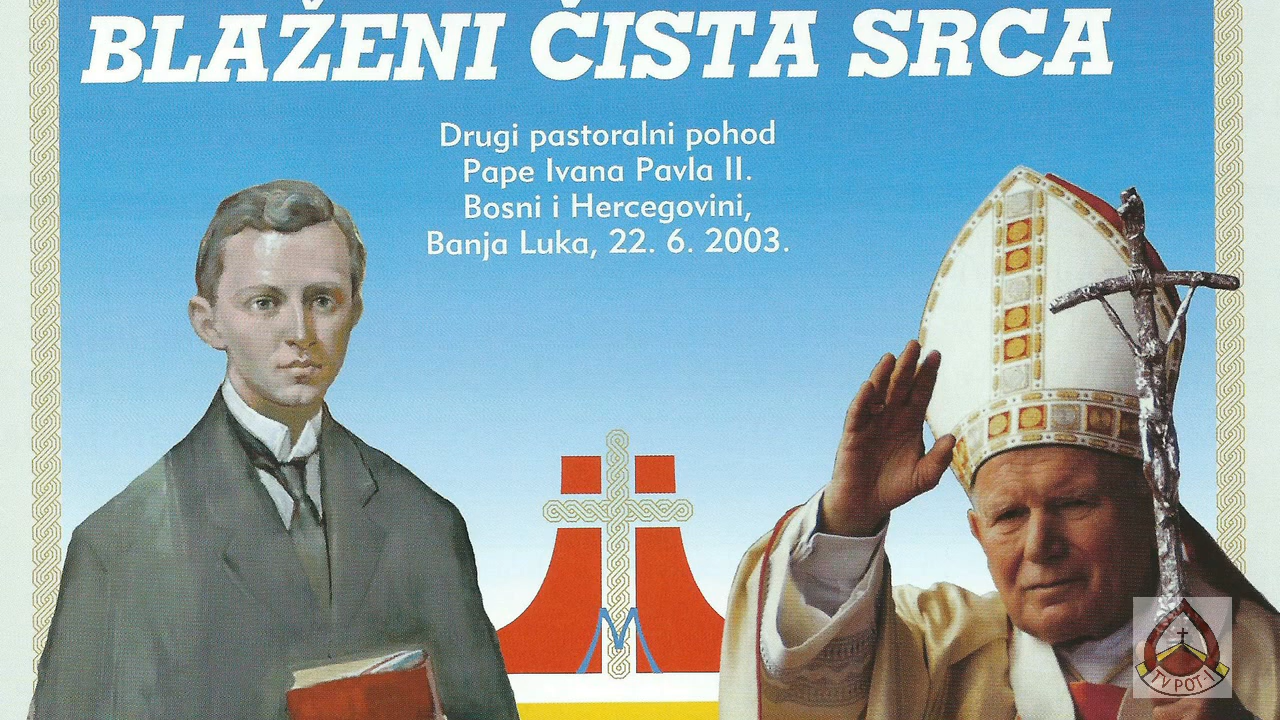 BLAŽENI ČISTA SRCA
Drugi pastoralni pohod
Pape Ivana Pavla II.
Bosni i Hercegovini,
Banja Luka, 22. 6. 2003.
M
TV POT-1